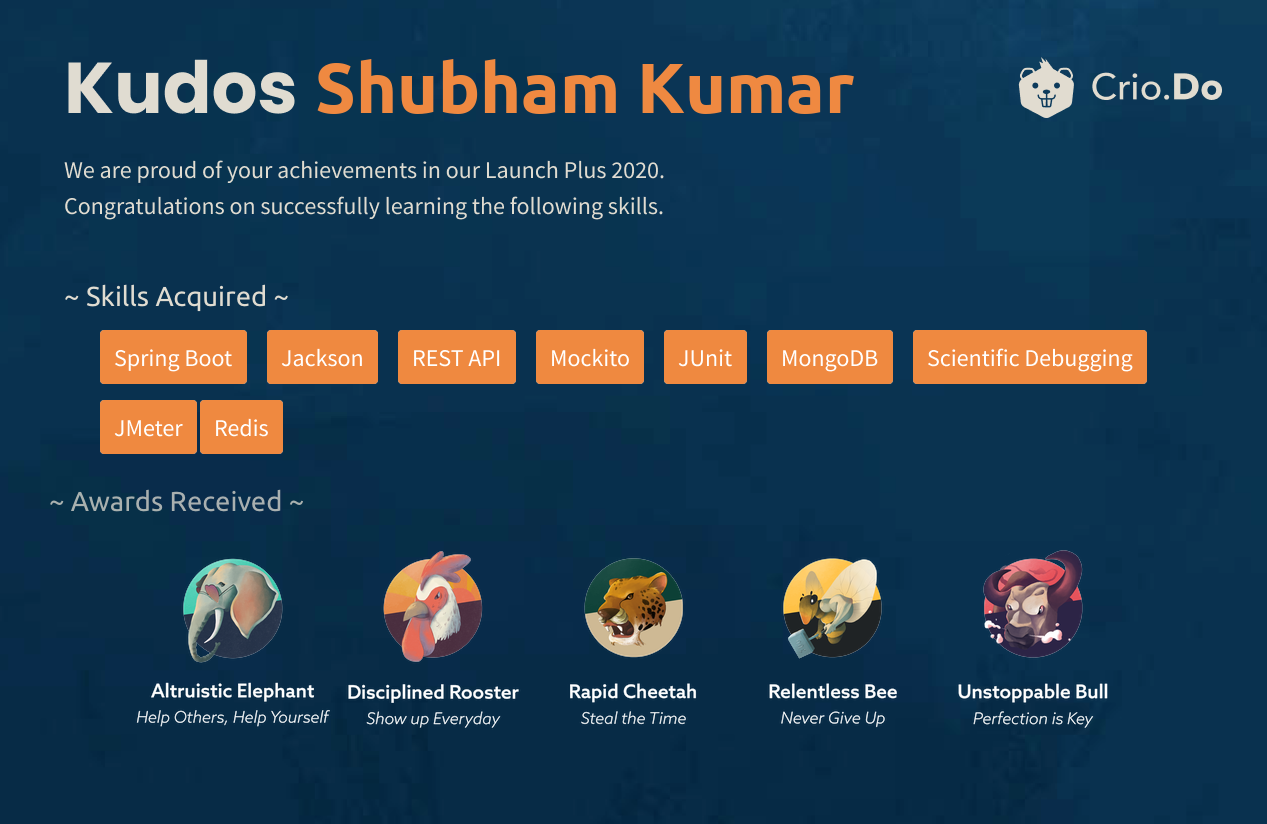 Kudos Shubham Kumar
Crio.Do
We are proud of your achievements in our Launch Plus 2020.
Congratulations on successfully learning the following skills.
~ Skills Acquired ~
Spring Boot Jackson REST API Mockito JUnit MongoDB Scientific Debugging
JMeter Redis
~ Awards Received ~
Altruistic Elephant Disciplined Rooster Rapid Cheetah Relentless Bee Unstoppable Bull
Help Others, Help Yourself Show up Everyday Steal the Time Never Give Up Perfection is Key